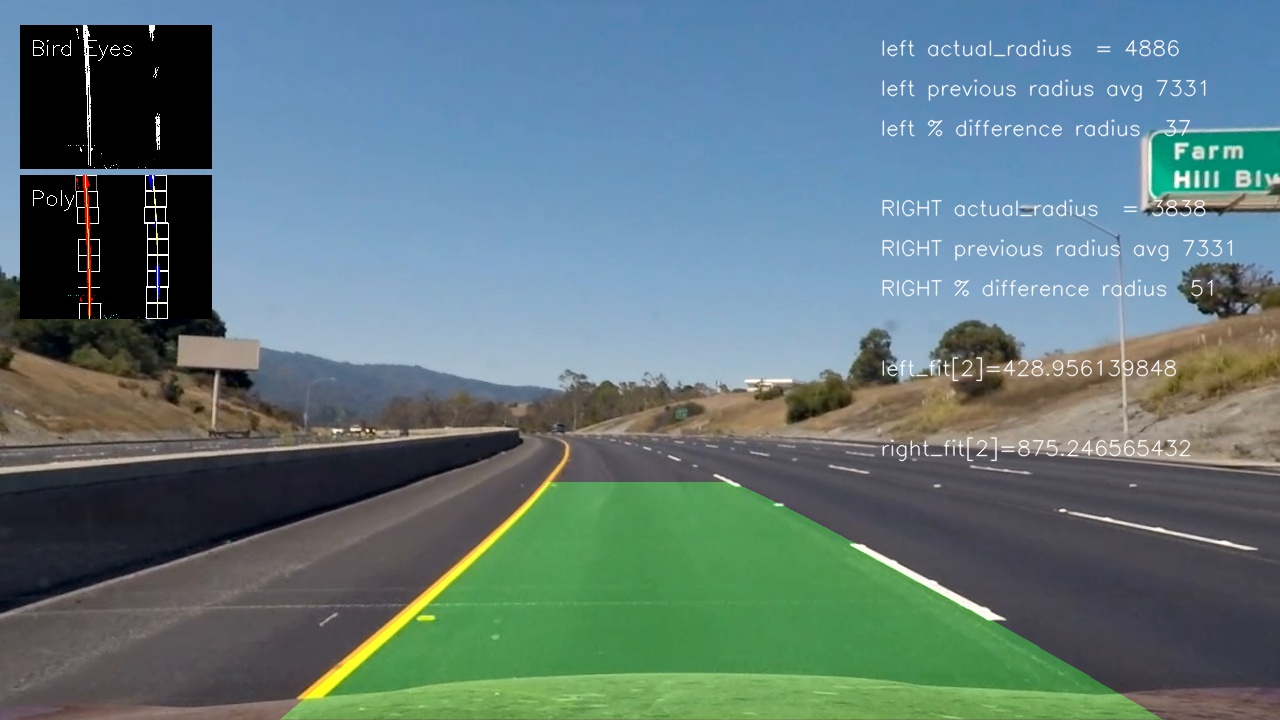 Bird Eyes
Poly
left actual_radius = 4886
left previous radius avg 7331
left % difference radius 37
Farm
Hill Blv
RIGHT actual_radius = 3838
RIGHT previous radius avg 7331
RIGHT % difference radius 51
left_fit[2]=428.956139848
right_fit[2]=875.246565432